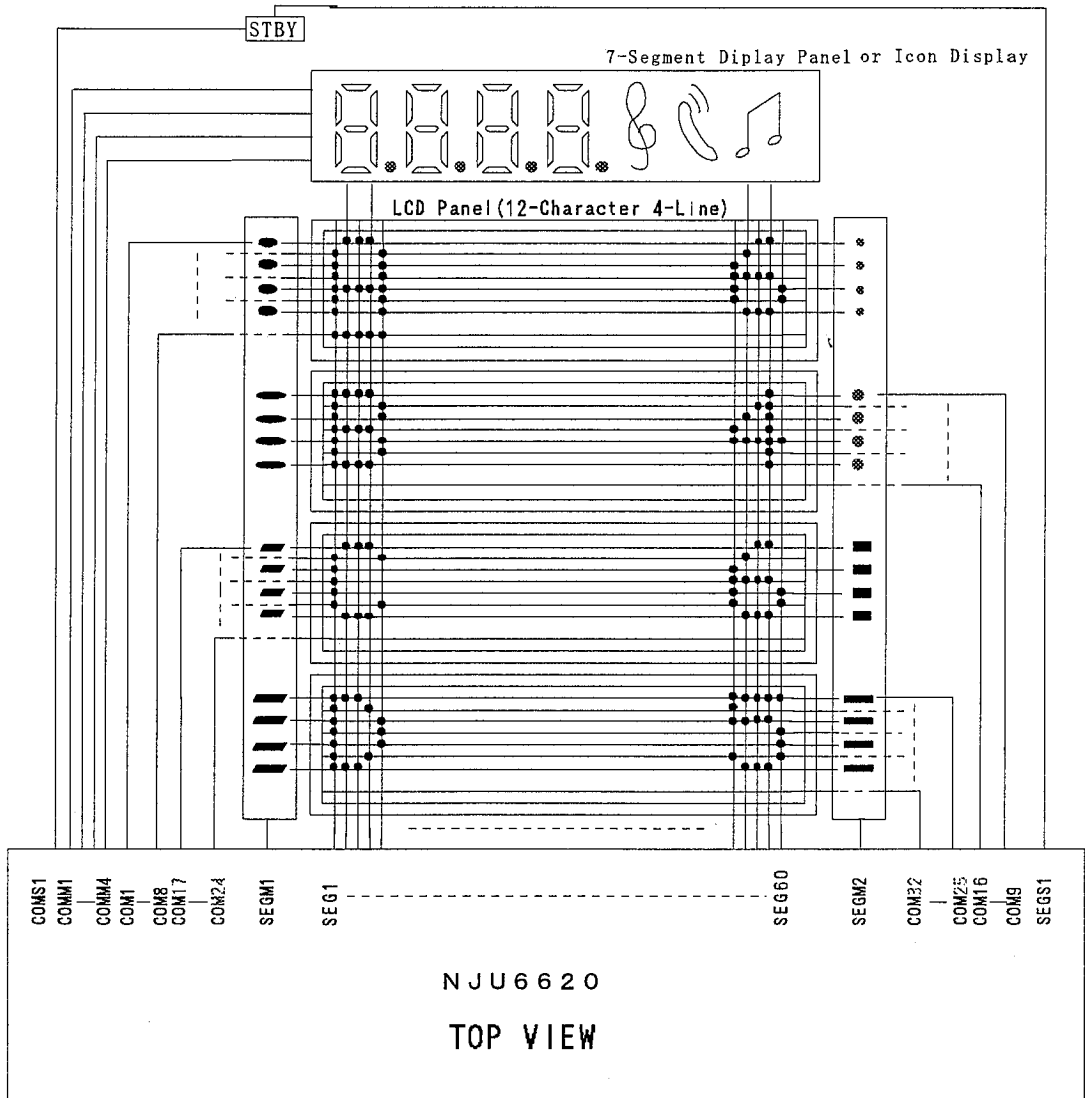 STBY
7-Segment Diplay Panel or Icon Display
LCD Panel(12-Character 4-Line)
COMS1
COMM1
COMM4
COM1
COM8
COM17
COM24
SEGM1
SEG1
SEG60
SEGM2
COM32
COM25
COM16
COM9
SEGS1
NJU6620
TOP VIEW